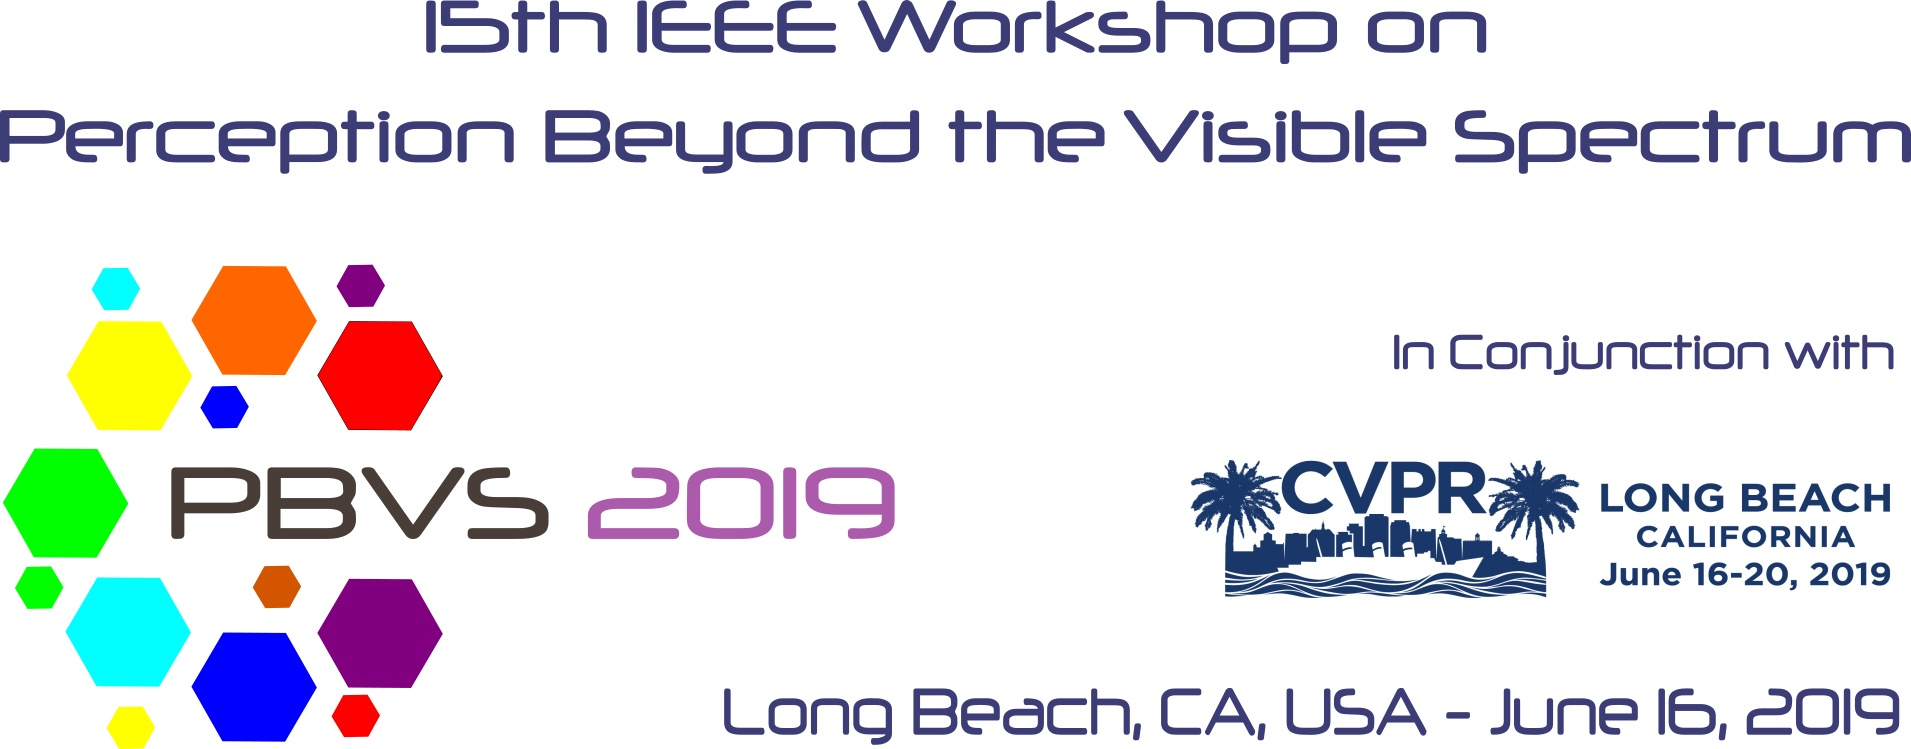 15th IEEE Workshop on
Perception Beyond the Visible Spectrum
In Conjunction with
PBVS 2019
CVPR
LONG BEACH
CALIFORNIA
June 16-20, 2019
Long Beach, CA, USA - June 16, 2019